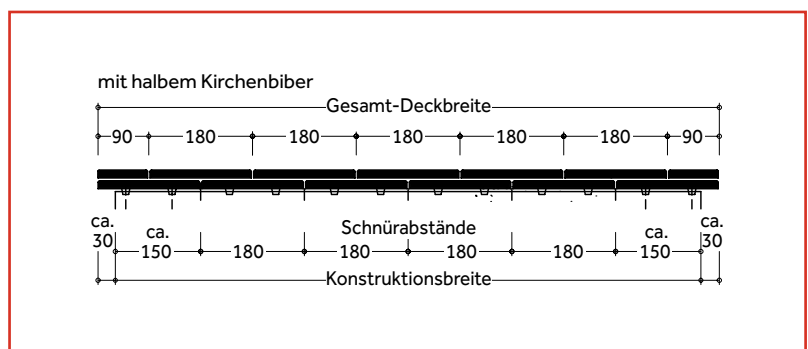 mit halbem Kirchenbiber
Gesamt-Deckbreite
90 180 180 180 180 180 90
ca. 30 ca. 150 180 Schnürabstände 180 180 180 ca. 150 ca. 30
Konstruktionsbreite